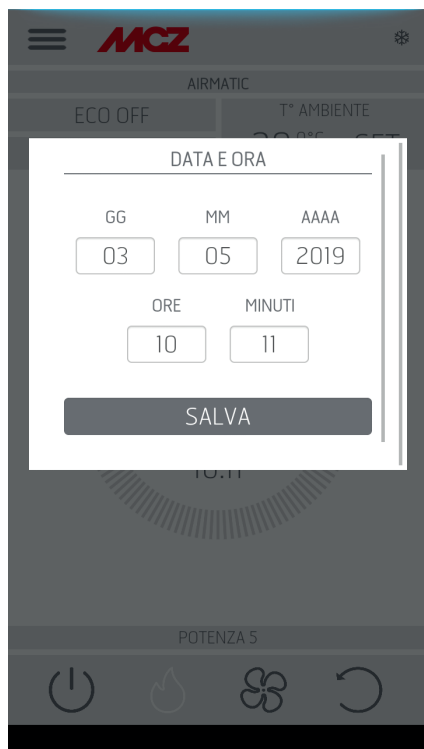 MCZ
AIRMATIC
ECO OFF
T° AMBIENTE
DATA E ORA
GG MM AAAA
03 05 2019
ORE MINUTI
10 11
SALVA
POTENZA 5